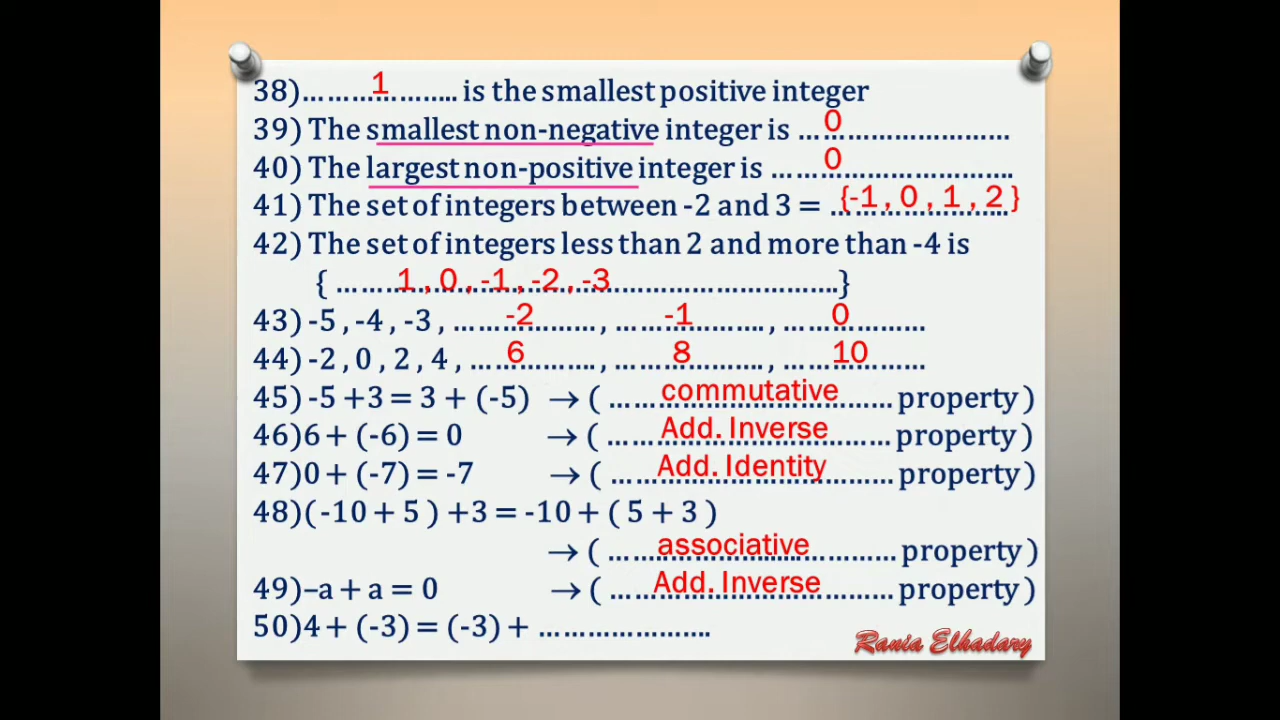 38)......1............ is the smallest positive integer
39) The smallest non-negative integer is ...0........................
40) The largest non-positive integer is ......0........................
41) The set of integers between -2 and 3 = {-1, 0, 1, 2}
42) The set of integers less than 2 and more than -4 is
{ ......1, 0, -1, -2, -3..............................}
43) -5, -4, -3, ......-2........., ......-1........., ......0.........
44) -2, 0, 2, 4, ......6........., ......8........., ......10.........
45) -5 +3 = 3 + (-5) → ( ......commutative...... property )
46)6 + (-6) = 0 → ( ......Add. Inverse...... property )
47)0 + (-7) = -7 → ( ......Add. Identity...... property )
48)(-10 + 5 ) +3 = -10 + ( 5 + 3 )
→ ( ......associative............ property )
49)–a + a = 0 → ( ......Add. Inverse......... property )
50)4 + (-3) = (-3) + .....................
Rania Elhadary